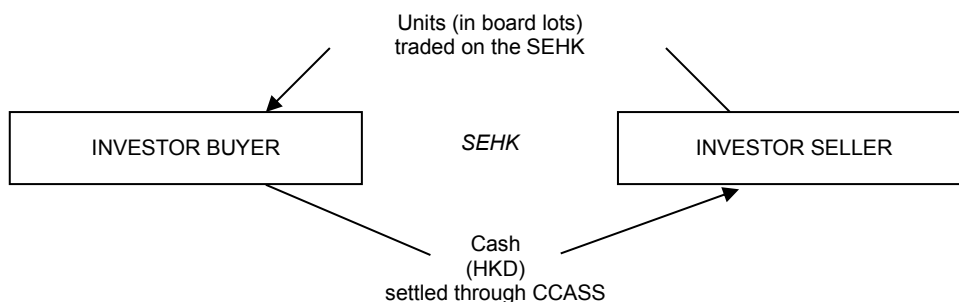 Units (in board lots)
traded on the SEHK
INVESTOR BUYER
SEHK
INVESTOR SELLER
Cash
(HKD)
settled through CCASS